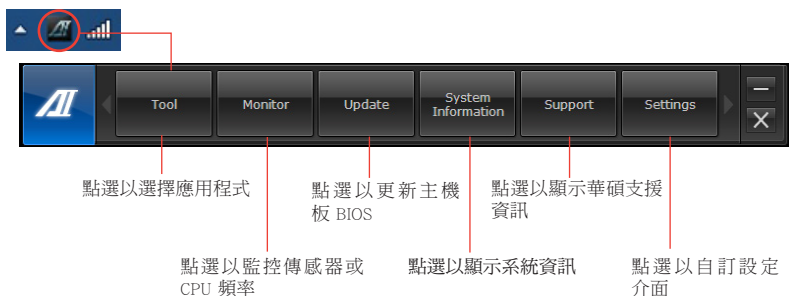 Tool
Monitor
Update
System
Information
Support
Settings
點選以選擇應用程式
點選以更新主機
板 BIOS
點選以顯示華碩支援
資訊
點選以監控傳感器或
CPU 頻率
點選以顯示系統資訊
點選以自訂設定
介面